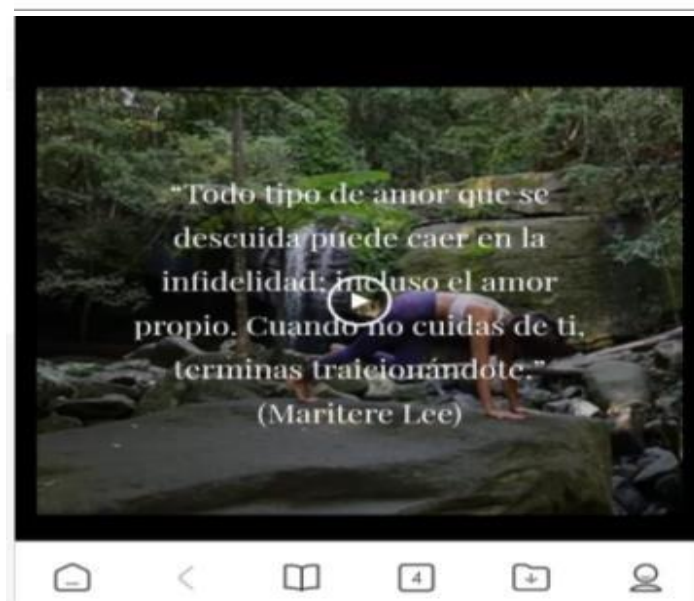 “Todo tipo de amor que se
descuida puede caer en la
infidelidad; incluso el amor
propio. Cuando no cuidas de ti,
terminas traicionándote.”
(Maritere Lee)
4